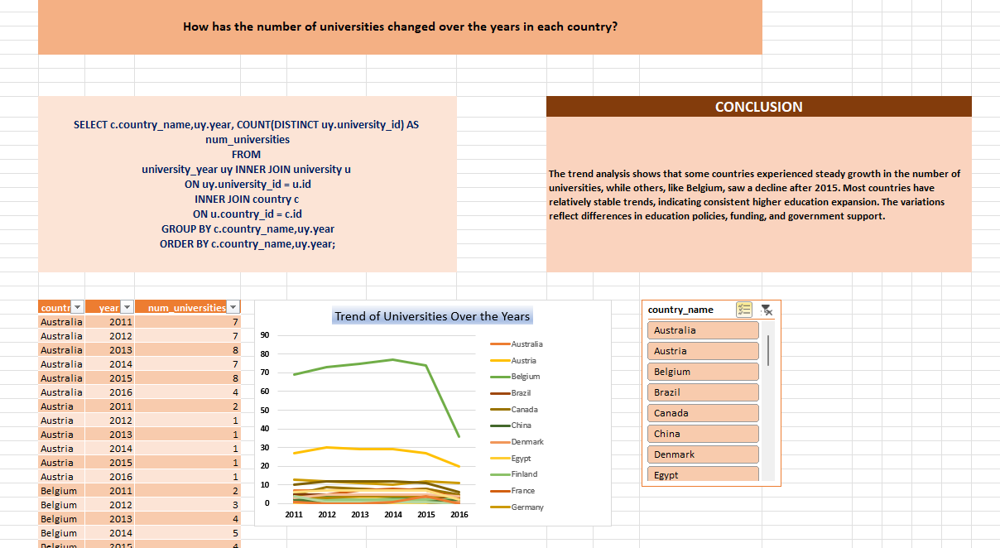 How has the number of universities changed over the years in each country?
SELECT c.country_name,uy.year, COUNT(DISTINCT uy.university_id) AS
num_universities
FROM
university_year uy INNER JOIN university u
ON uy.university_id = u.id
INNER JOIN country c
ON u.country_id = c.id
GROUP BY c.country_name,uy.year
ORDER BY c.country_name,uy.year;
CONCLUSION
The trend analysis shows that some countries experienced steady growth in the number of
universities, while others, like Belgium, saw a decline after 2015. Most countries have
relatively stable trends, indicating consistent higher education expansion. The variations
reflect differences in education policies, funding, and government support.
countr year num_universities
Australia 2011 7
Australia 2012 7
Australia 2013 8
Australia 2014 7
Australia 2015 8
Australia 2016 4
Austria 2011 2
Austria 2012 1
Austria 2013 1
Austria 2014 1
Austria 2015 1
Austria 2016 1
Belgium 2011 2
Belgium 2012 3
Belgium 2013 4
Belgium 2014 5
Belgium 2015 4
Trend of Universities Over the Years
90
80
70
60
50
40
30
20
10
0
2011 2012 2013 2014 2015 2016
Australia
Austria
Belgium
Brazil
Canada
China
Denmark
Egypt
Finland
France
Germany
country_name
Australia
Austria
Belgium
Brazil
Canada
China
Denmark
Egypt